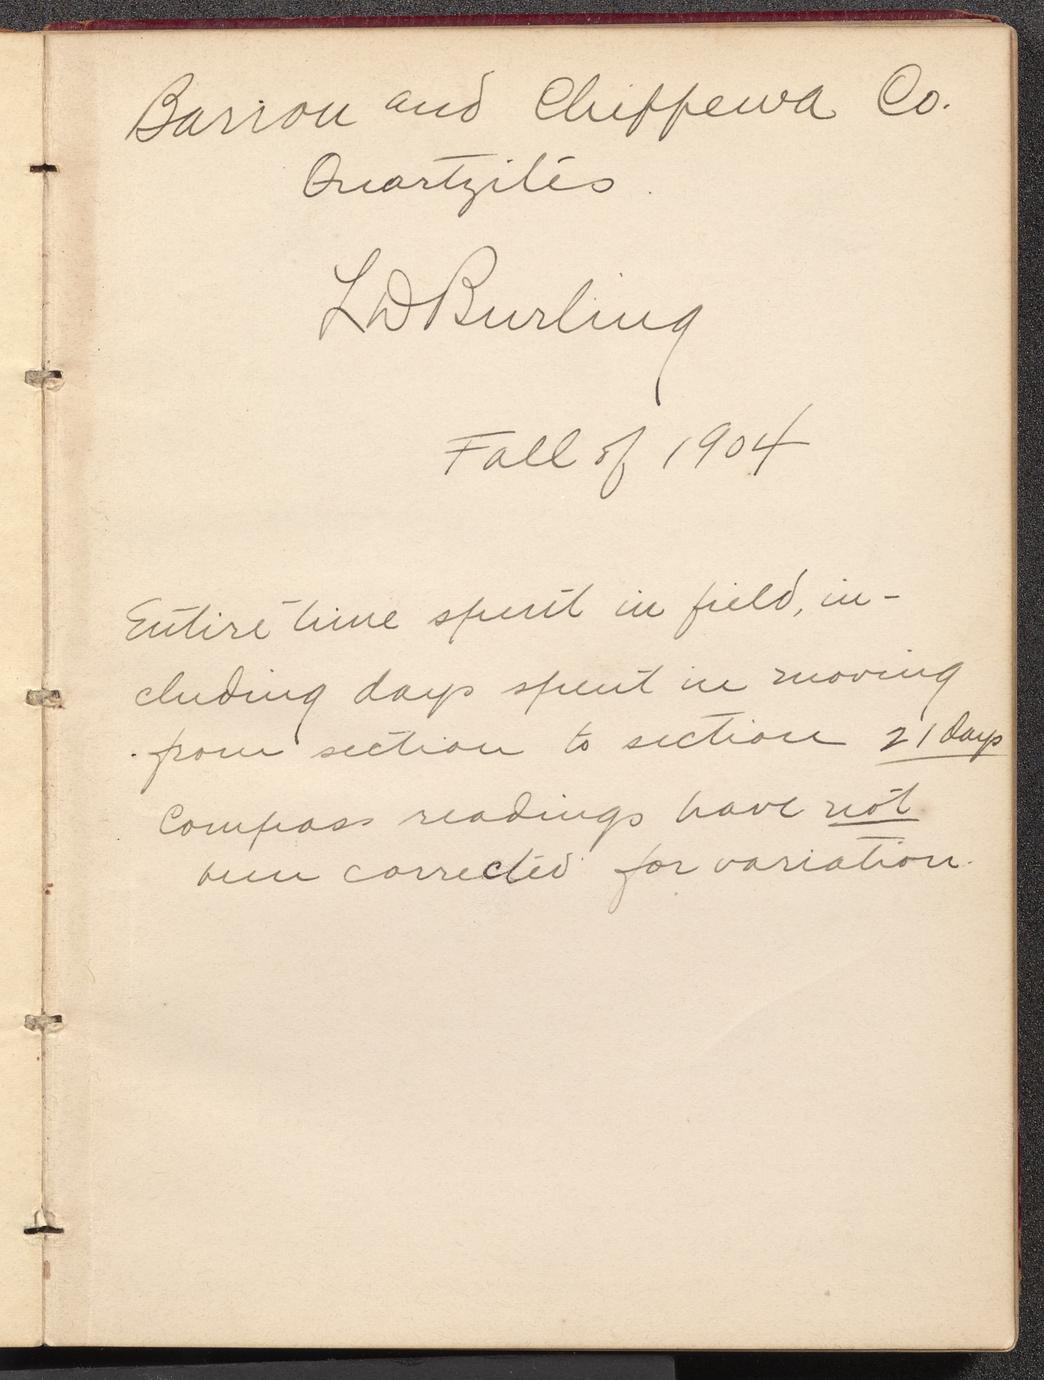 Barron and Chippewa Co.
Quartzites.
L D Burling
Fall of 1904
Entire time spent in field, in-
cluding days spent in moving
from section to section 21 days
Compass readings have not
been corrected for variation.